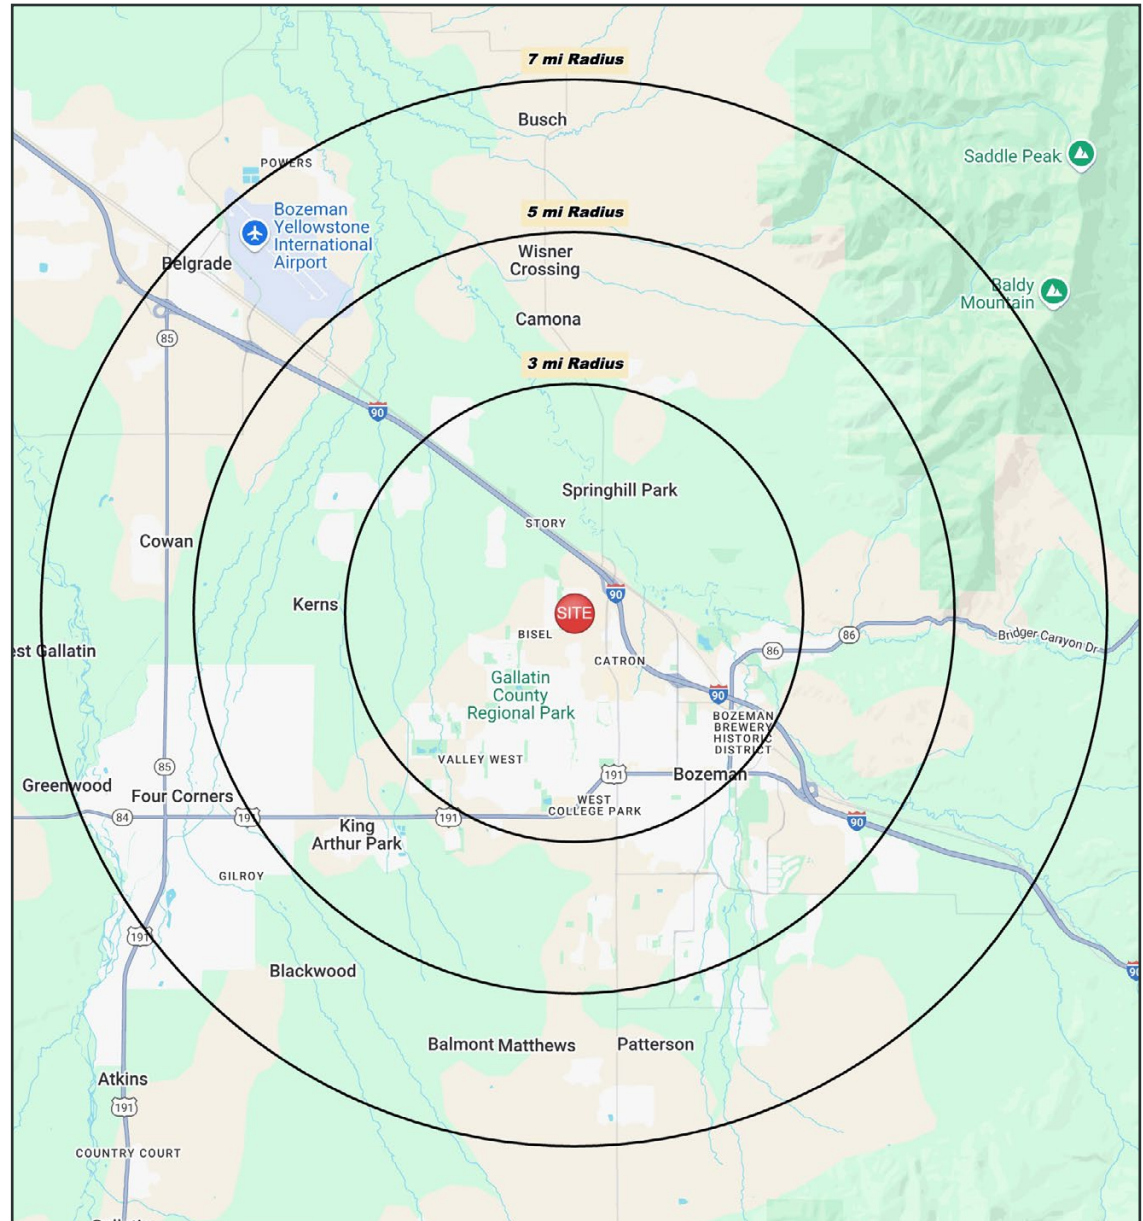 7 mi Radius
Busch
Saddle Peak
POWERS
Bozeman
Yellowstone
International
Airport
5 mi Radius
Belgrade
Wisner
Crossing
Baldy
Mountain
Camona
85
3 mi Radius
90
Springhill Park
STORY
Cowan
90
Kerns
SITE
BISEL
86
86
Bridger Canyon Dr
est Gallatin
CATRON
Gallatin
County
Regional Park
90
BOZEMAN
BREWERY
HISTORIC
DISTRICT
VALLEY WEST
85
191
Bozeman
Greenwood
Four Corners
WEST
COLLEGE PARK
84
191
191
90
King
Arthur Park
GILROY
191
Blackwood
90
Balmont
Matthews
Patterson
Atkins
191
COUNTRY COURT